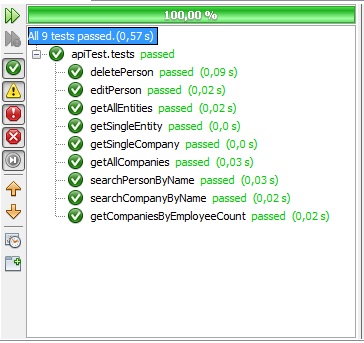 100,00 %
All 9 tests passed.(0,57 s)
apiTest.tests passed
deletePerson passed (0,09 s)
editPerson passed (0,02 s)
getAllEntities passed (0,02 s)
getSingleEntity passed (0,0 s)
getSingleCompany passed (0,0 s)
getAllCompanies passed (0,03 s)
searchPersonByName passed (0,03 s)
searchCompanyByName passed (0,02 s)
getCompaniesByEmployeeCount passed (0,02 s)